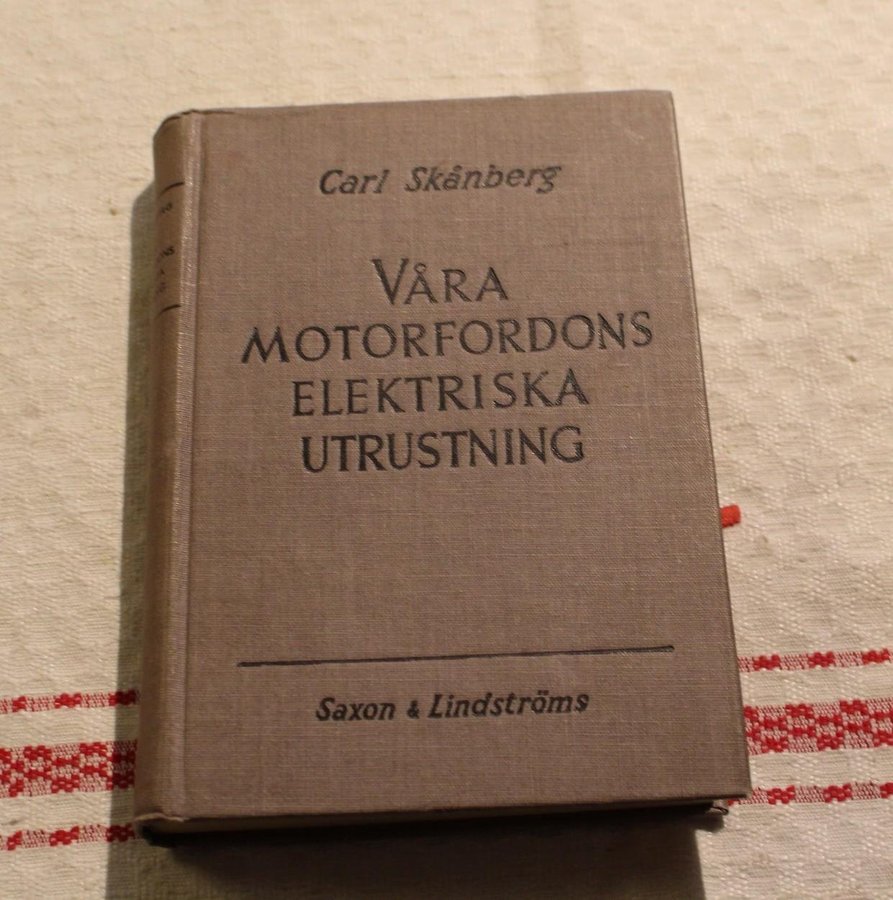 Carl Skånberg
VÅRA
MOTORFORDONS
ELEKTRISKA
UTRUSTNING
Saxon & Lindströms